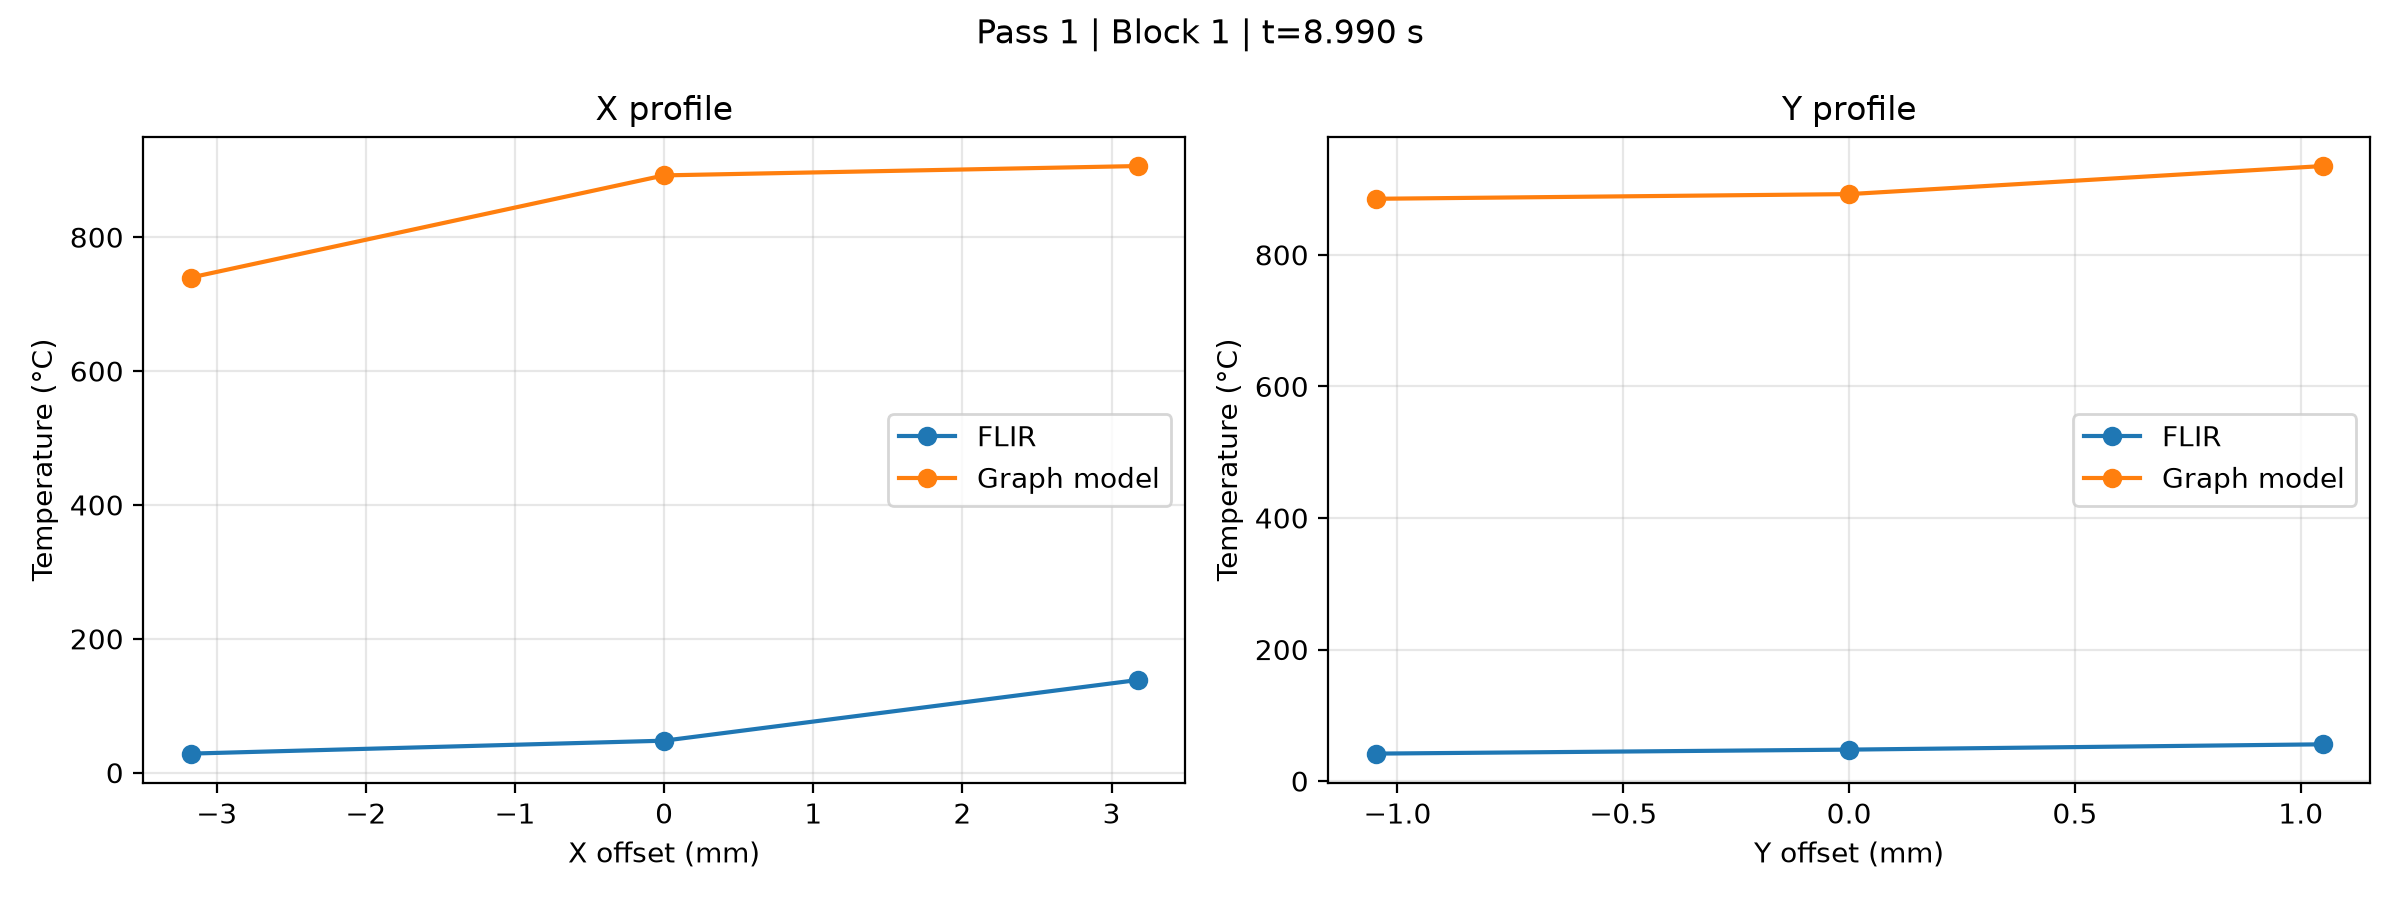 Pass 1 | Block 1 | t=8.990 s
X profile
Temperature (°C)
800
600
400
200
0
FLIR
Graph model
−3
−2
−1
0
1
2
3
X offset (mm)
Y profile
Temperature (°C)
800
600
400
200
0
FLIR
Graph model
−1.0
−0.5
0.0
0.5
1.0
Y offset (mm)